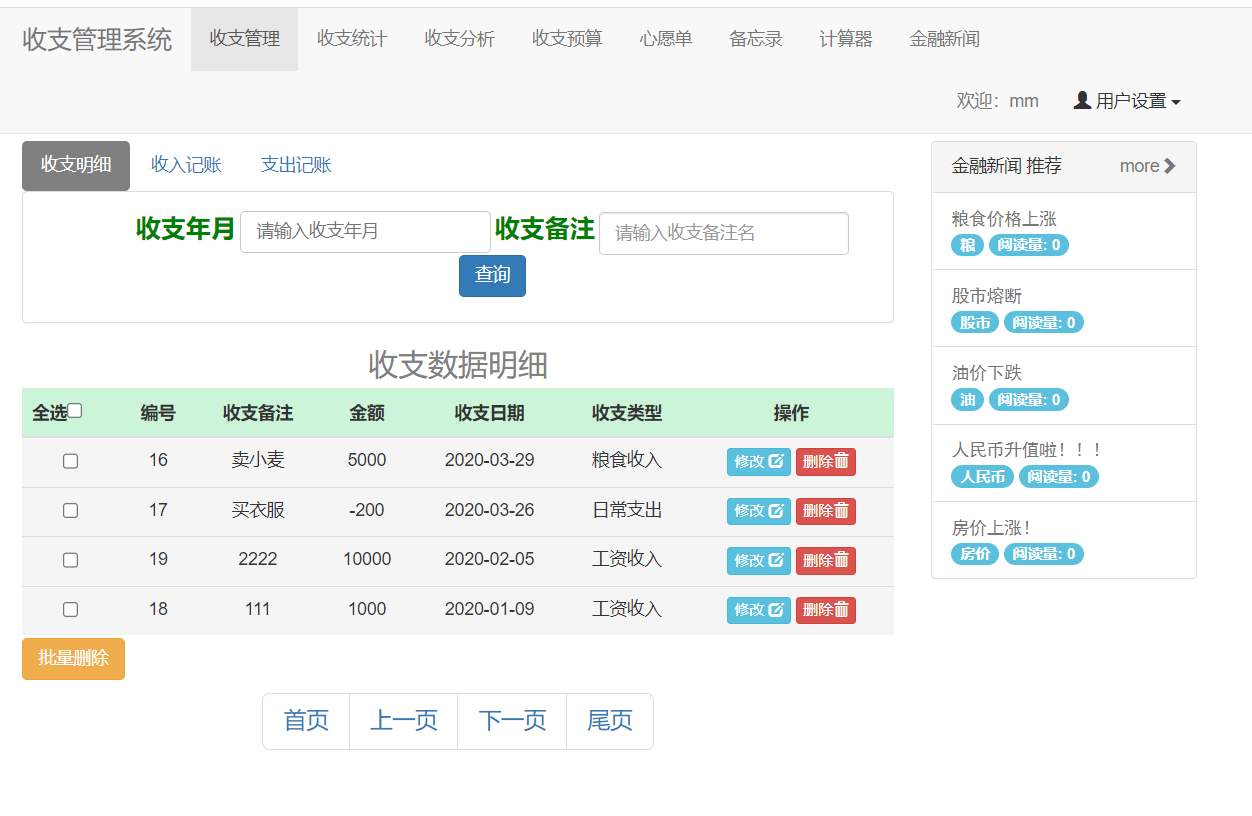 收支管理系统 收支管理 收支统计 收支分析 收支预算 心愿单 备忘录 计算器 金融新闻
欢迎：mm 用户设置
收支明细 收入记账 支出记账
收支年月 请输入收支年月 收支备注 请输入收支备注名
查询
收支数据明细
全选 编号 收支备注 金额 收支日期 收支类型 操作
16 卖小麦 5000 2020-03-29 粮食收入 修改 删除
17 买衣服 -200 2020-03-26 日常支出 修改 删除
19 2222 10000 2020-02-05 工资收入 修改 删除
18 111 1000 2020-01-09 工资收入 修改 删除
批量删除
首页 上一页 下一页 尾页
金融新闻 推荐 more
粮食价格上涨
粮 阅读量: 0
股市熔断
股市 阅读量: 0
油价下跌
油 阅读量: 0
人民币升值啦！！！
人民币 阅读量: 0
房价上涨！
房价 阅读量: 0